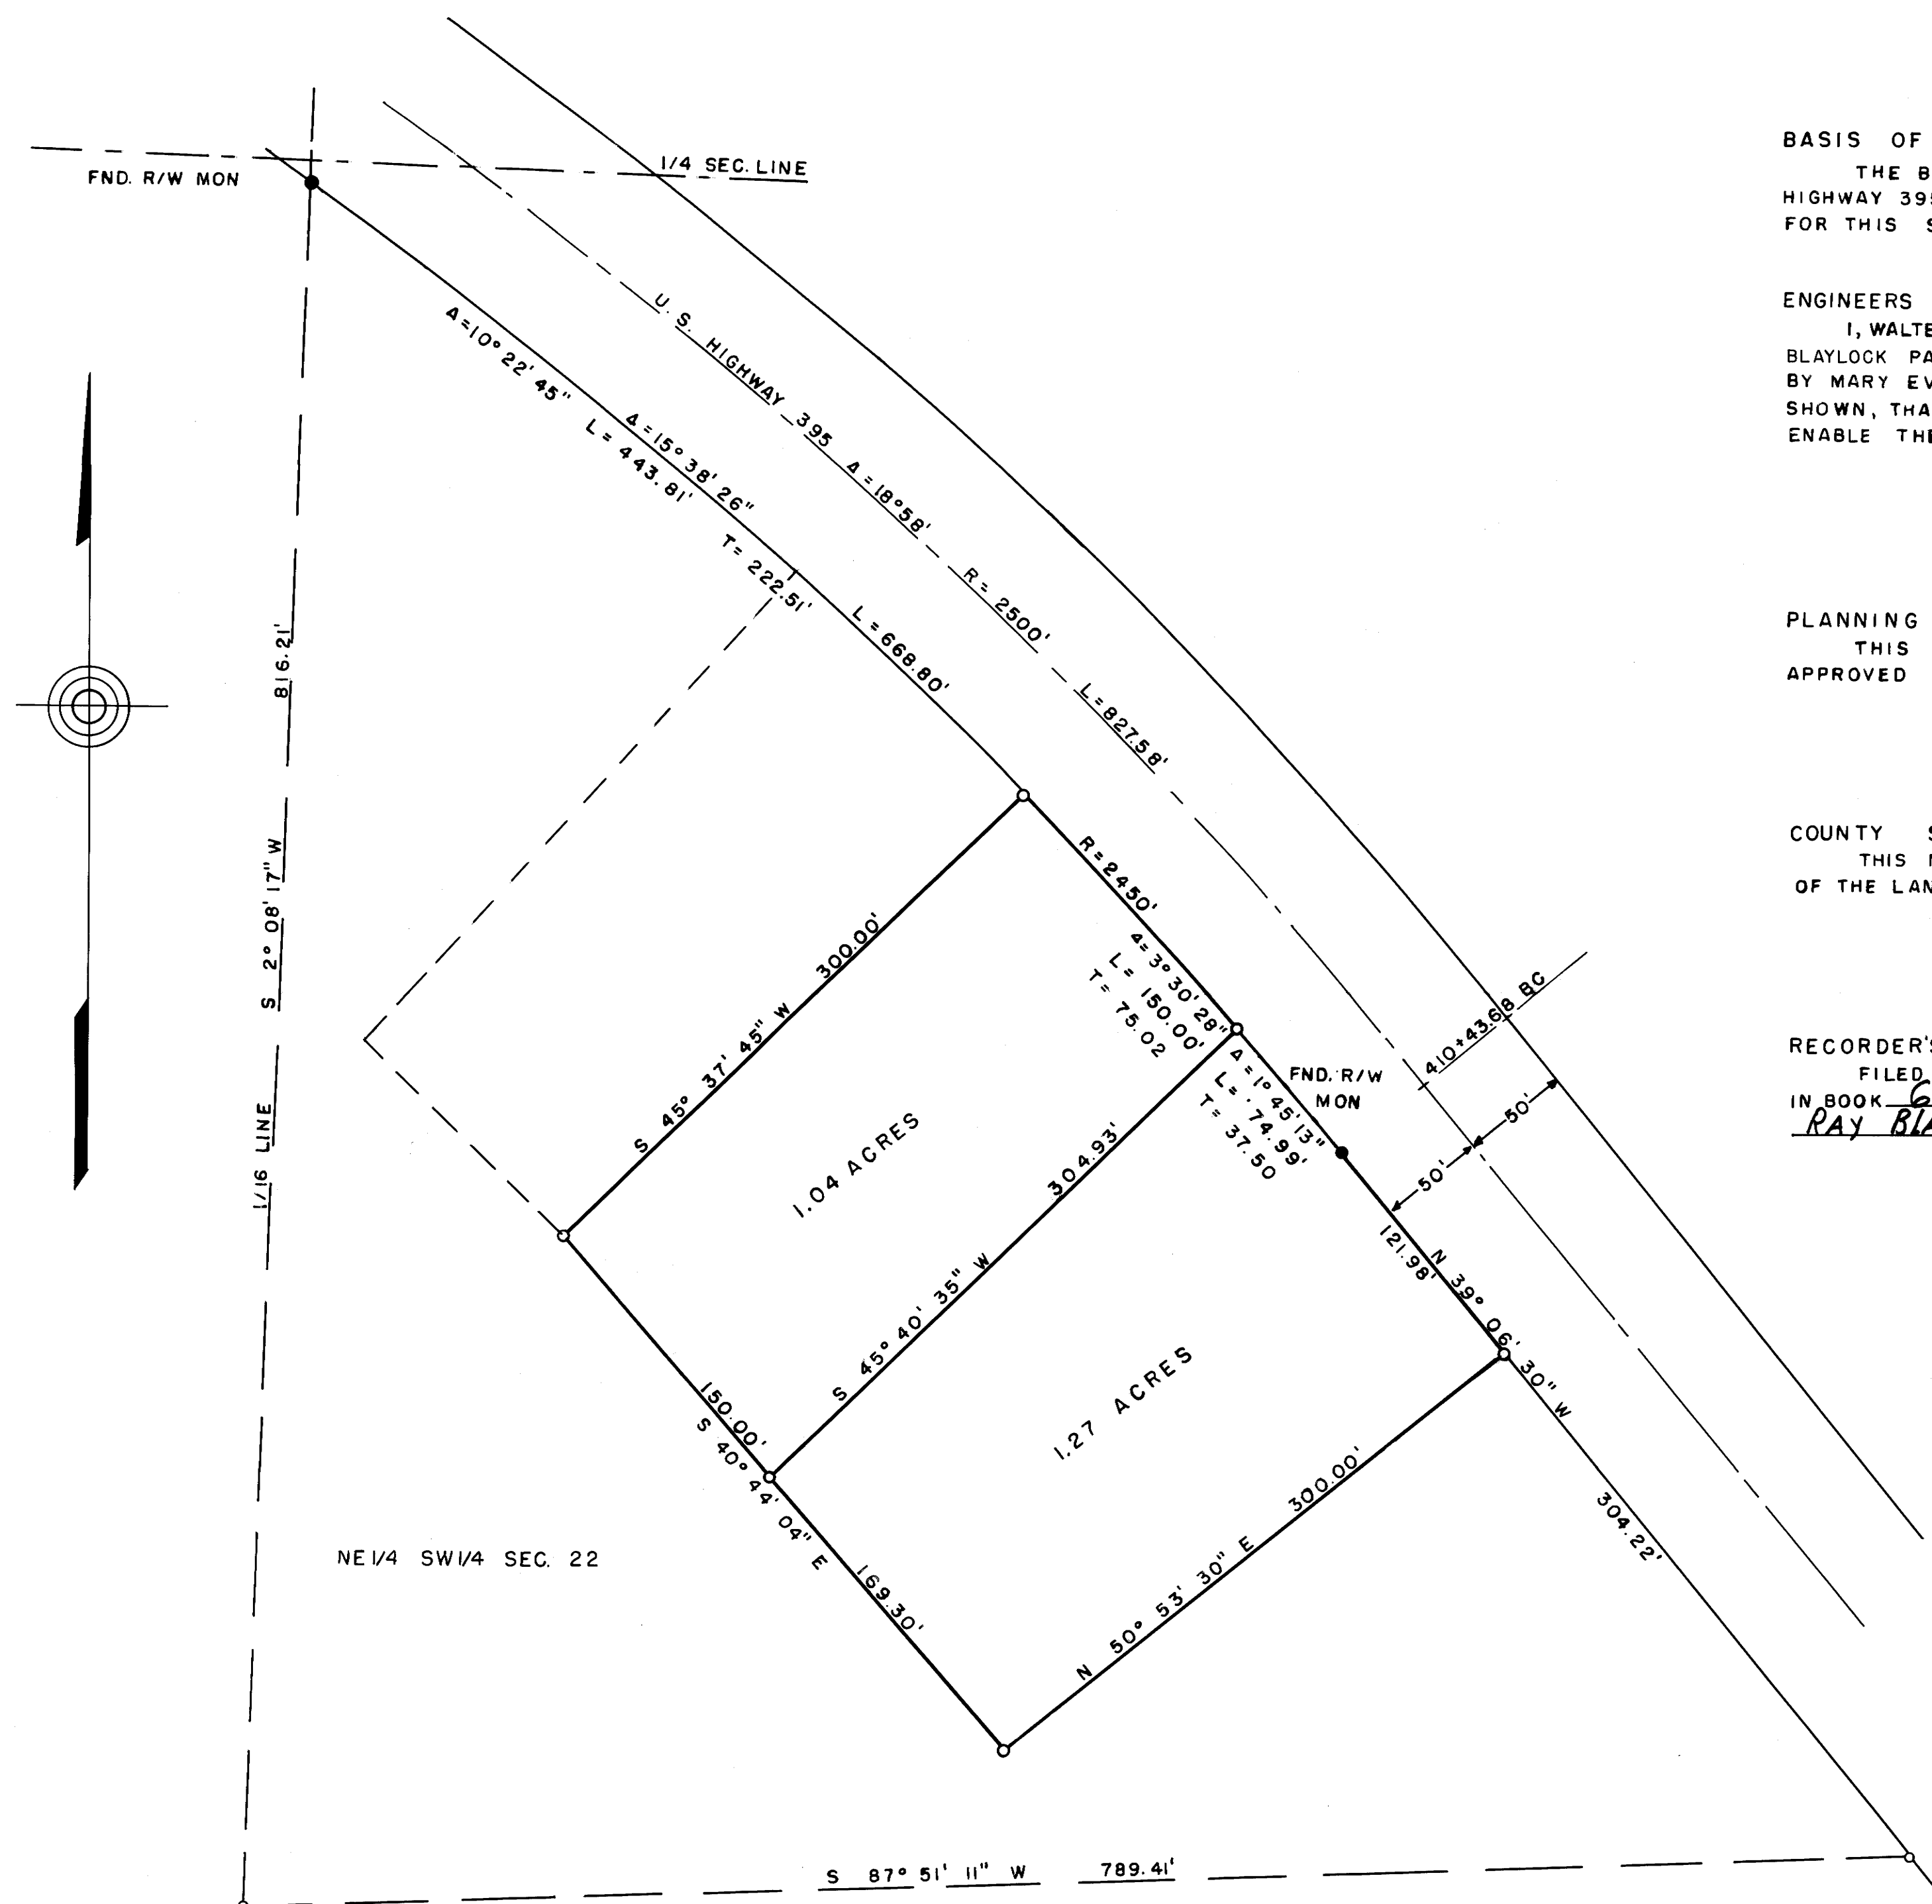 FND. R/W MON
1/4 SEC. LINE
U. S. HIGHWAY 395 Δ = 18°58' R = 2500' L = 827.58'
Δ = 10° 22' 45" L = 443.81' T = 222.51'
Δ = 15° 38' 26" L = 668.80'
816.21'
S 2° 08' 17" W
1/16 LINE
R = 2450'
Δ = 3° 30' 28"
L = 150.00'
T = 75.02
Δ = 1° 45' 13"
L = 74.99'
T = 37.50
FND. R/W
MON
410+43.68 BC
50'
50'
S 45° 37' 45" W 300.00'
1.04 ACRES
S 45° 40' 35" W 304.93'
121.98'
N 39° 06' 30" W
304.22'
1.27 ACRES
150.00'
S 40° 44' 04" E
169.30'
N 50° 53' 30" E 300.00'
NE 1/4 SW 1/4 SEC. 22
S 87° 51' 11" W 789.41'
BASIS OF
THE B
HIGHWAY 395
FOR THIS S
ENGINEERS
I, WALTE
BLAYLOCK PA
BY MARY EV
SHOWN, THA
ENABLE THE
PLANNING
THIS
APPROVED
COUNTY S
THIS M
OF THE LAN
RECORDER'S
FILED
IN BOOK 6
RAY BLA